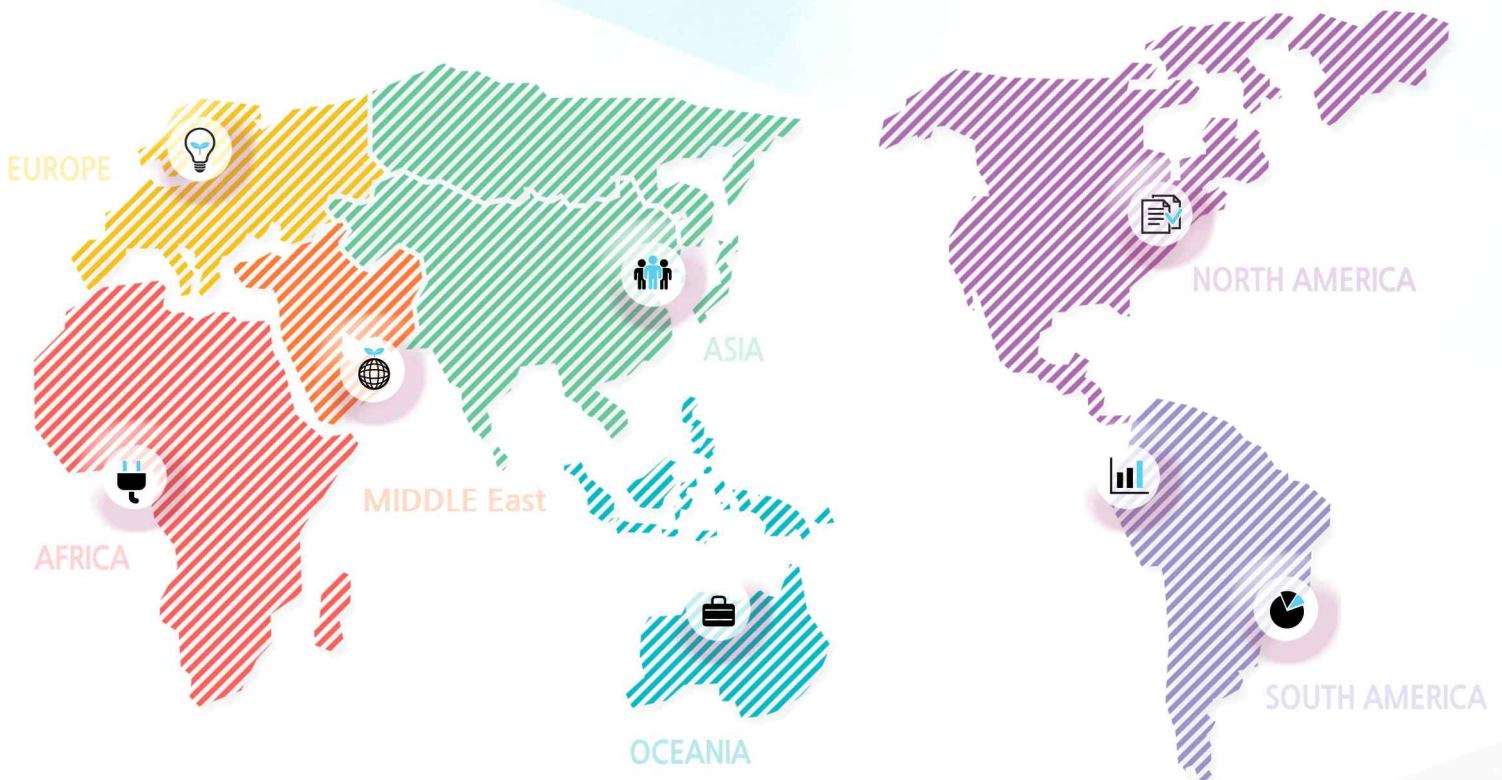 EUROPE
NORTH AMERICA
ASIA
MIDDLE East
AFRICA
SOUTH AMERICA
OCEANIA